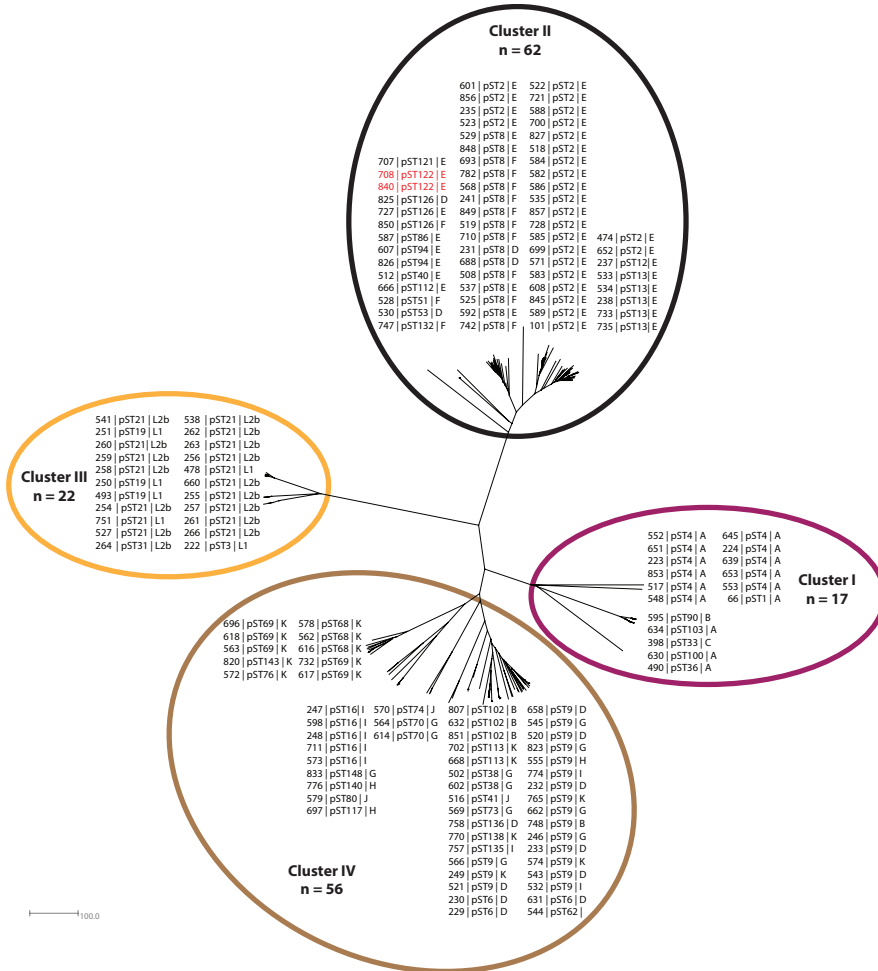 Cluster II
n = 62
601 | pST2 | E 522 | pST2 | E
856 | pST2 | E 721 | pST2 | E
235 | pST2 | E 588 | pST2 | E
523 | pST2 | E 700 | pST2 | E
529 | pST8 | E 827 | pST2 | E
848 | pST8 | E 518 | pST2 | E
707 | pST121 | E 693 | pST8 | F 584 | pST2 | E
708 | pST122 | E 782 | pST8 | F 582 | pST2 | E
840 | pST122 | E 568 | pST8 | F 586 | pST2 | E
825 | pST126 | D 241 | pST8 | F 535 | pST2 | E
727 | pST126 | E 849 | pST8 | F 857 | pST2 | E
850 | pST126 | F 519 | pST8 | F 728 | pST2 | E
587 | pST86 | E 710 | pST8 | F 585 | pST2 | E 474 | pST2 | E
607 | pST94 | E 231 | pST8 | D 699 | pST2 | E 652 | pST2 | E
826 | pST94 | E 688 | pST8 | D 571 | pST2 | E 237 | pST12| E
512 | pST40 | E 508 | pST8 | F 583 | pST2 | E 533 | pST13| E
666 | pST112 | E 537 | pST8 | E 608 | pST2 | E 534 | pST13| E
528 | pST51 | F 525 | pST8 | F 845 | pST2 | E 238 | pST13| E
530 | pST53 | D 592 | pST8 | E 589 | pST2 | E 733 | pST13| E
747 | pST132 | F 742 | pST8 | F 101 | pST2 | E 735 | pST13| E
Cluster III
n = 22
541 | pST21 | L2b 538 | pST21 | L2b
251 | pST19 | L1 262 | pST21 | L2b
260 | pST21| L2b 263 | pST21 | L2b
259 | pST21 | L2b 256 | pST21 | L2b
258 | pST21 | L2b 478 | pST21 | L1
250 | pST19 | L1 660 | pST21 | L2b
493 | pST19 | L1 255 | pST21 | L2b
254 | pST21 | L2b 257 | pST21 | L2b
751 | pST21 | L1 261 | pST21 | L2b
527 | pST21 | L2b 266 | pST21 | L2b
264 | pST31 | L2b 222 | pST3 | L1
552 | pST4 | A 645 | pST4 | A
651 | pST4 | A 224 | pST4 | A
223 | pST4 | A 639 | pST4 | A
853 | pST4 | A 653 | pST4 | A
517 | pST4 | A 553 | pST4 | A
548 | pST4 | A 66 | pST1 | A
595 | pST90 | B
634 | pST103 | A
398 | pST33 | C
630 | pST100 | A
490 | pST36 | A
Cluster I
n = 17
696 | pST69 | K 578 | pST68 | K
618 | pST69 | K 562 | pST68 | K
563 | pST69 | K 616 | pST68 | K
820 | pST143 | K 732 | pST69 | K
572 | pST76 | K 617 | pST69 | K
247 | pST16 | I 570 | pST74 | J 807 | pST102 | B 658 | pST9 | D
598 | pST16 | I 564 | pST70 | G 632 | pST102 | B 545 | pST9 | G
248 | pST16 | I 614 | pST70 | G 851 | pST102 | B 520 | pST9 | D
711 | pST16 | I 702 | pST113 | K 823 | pST9 | G
573 | pST16 | I 668 | pST113 | K 555 | pST9 | H
833 | pST148 | G 502 | pST38 | G 774 | pST9 | I
776 | pST140 | H 602 | pST38 | G 232 | pST9 | D
579 | pST80 | J 516 | pST41 | J 765 | pST9 | K
697 | pST117 | H 569 | pST73 | G 662 | pST9 | G
758 | pST136 | D 748 | pST9 | B
770 | pST138 | K 246 | pST9 | G
757 | pST135 | I 233 | pST9 | D
566 | pST9 | G 574 | pST9 | K
249 | pST9 | K 543 | pST9 | D
521 | pST9 | D 532 | pST9 | I
230 | pST6 | D 631 | pST6 | D
229 | pST6 | D 544 | pST62 |
Cluster IV
n = 56
100.0